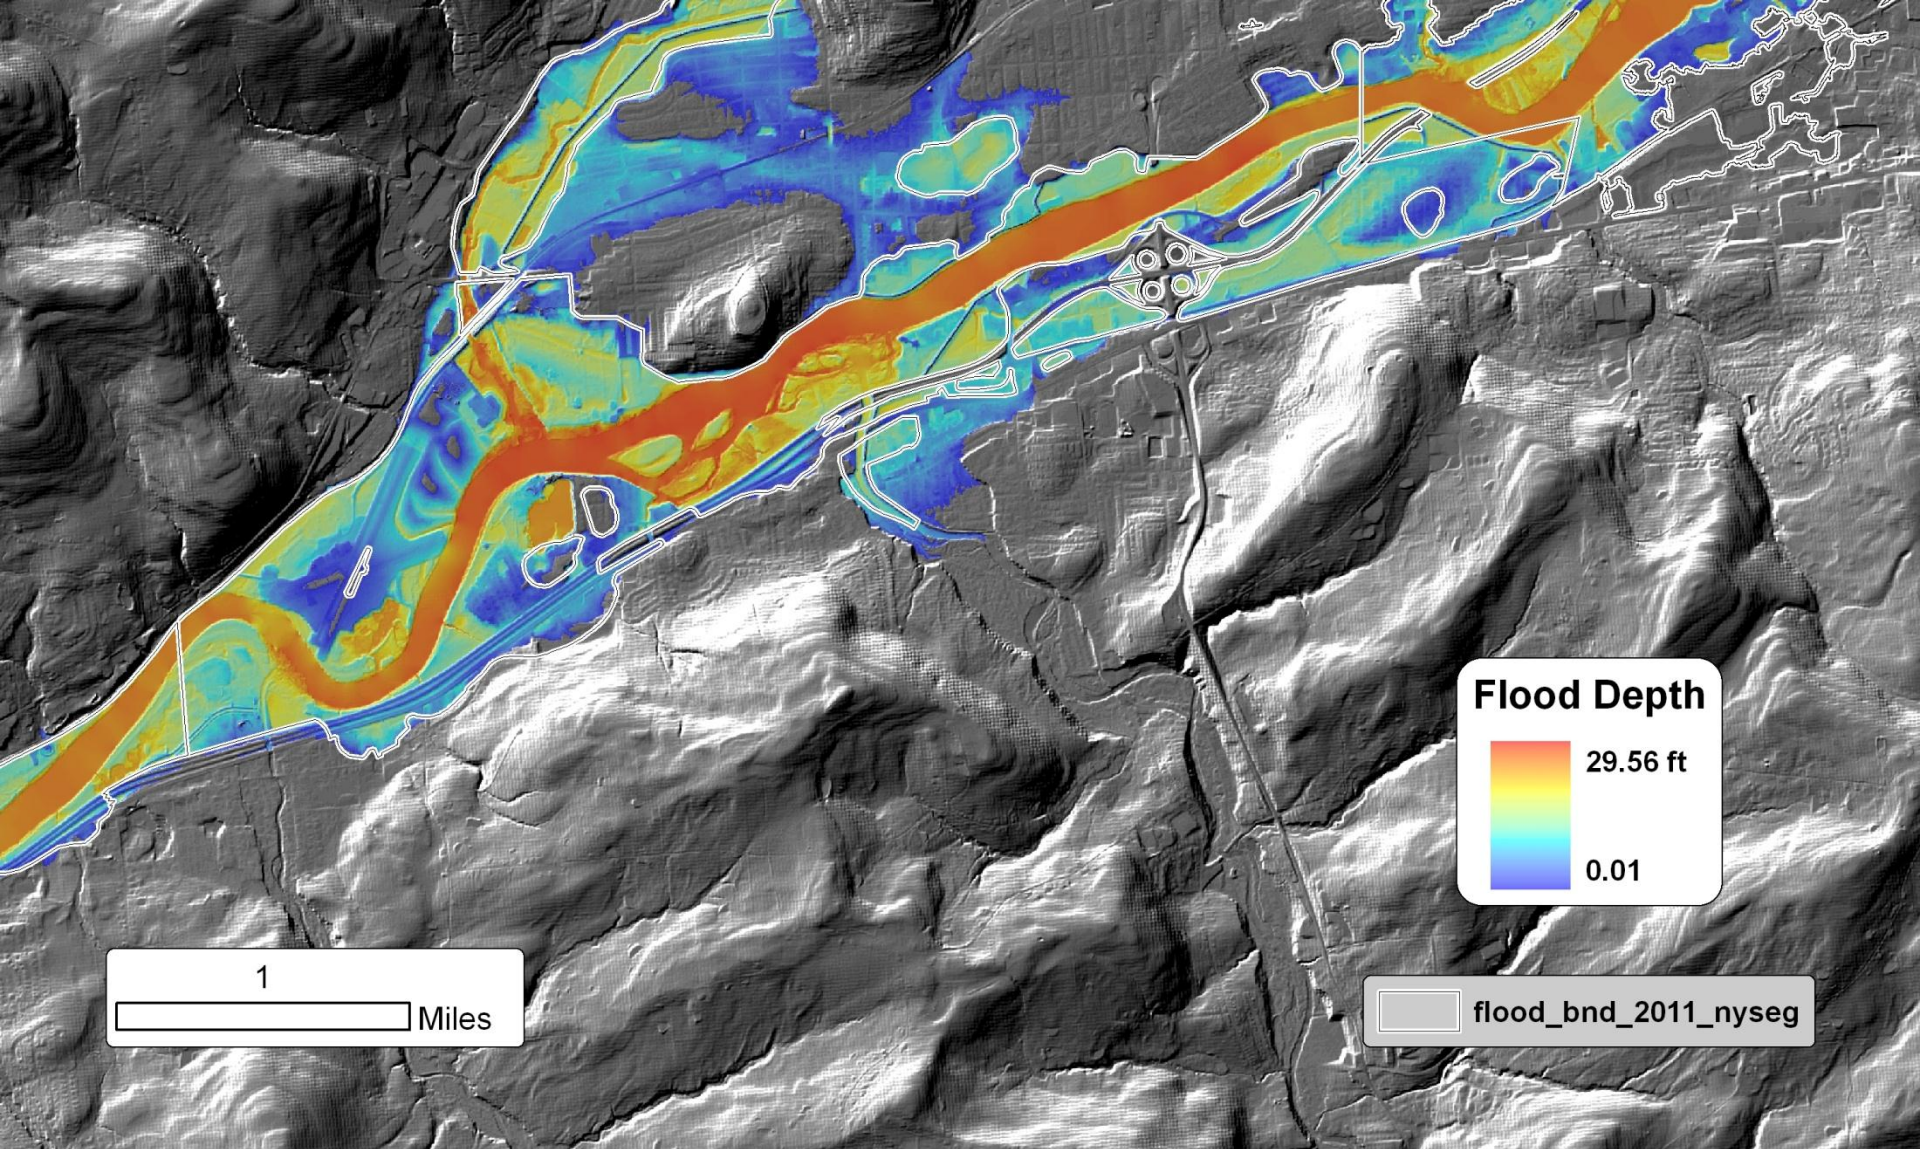 Flood Depth
29.56 ft
0.01
1
Miles
flood_bnd_2011_nyseg